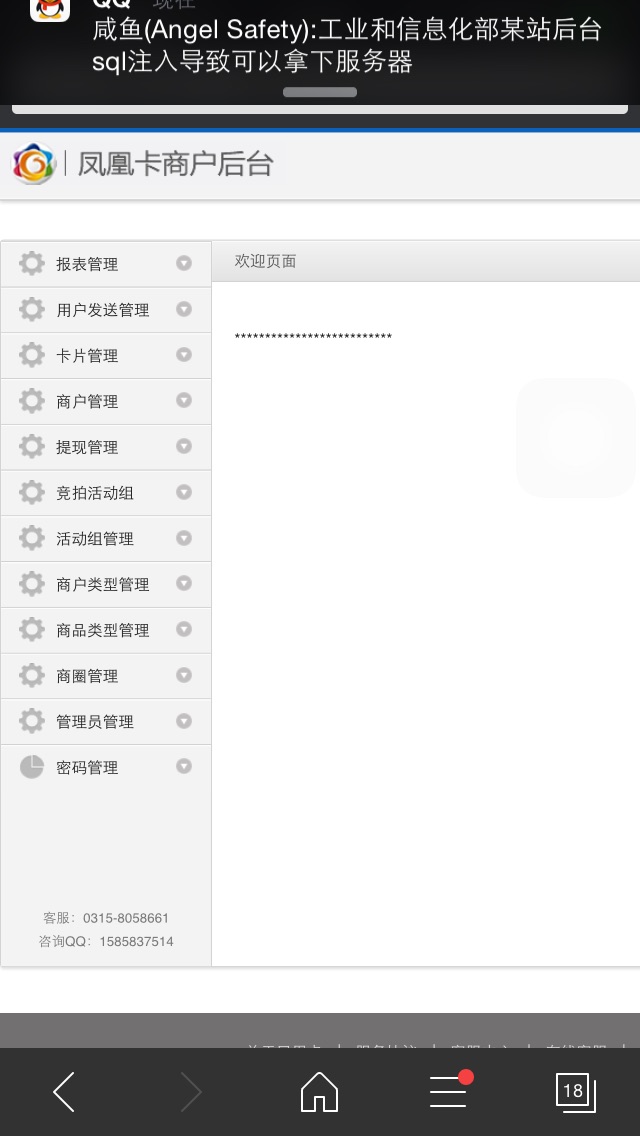 QQ 现在
咸鱼(Angel Safety):工业和信息化部某站后台
sql注入导致可以拿下服务器
凤凰卡商户后台
欢迎页面
**************************
报表管理
用户发送管理
卡片管理
商户管理
提现管理
竞拍活动组
活动组管理
商户类型管理
商品类型管理
商圈管理
管理员管理
密码管理
客服：0315-8058661
咨询QQ：1585837514
18